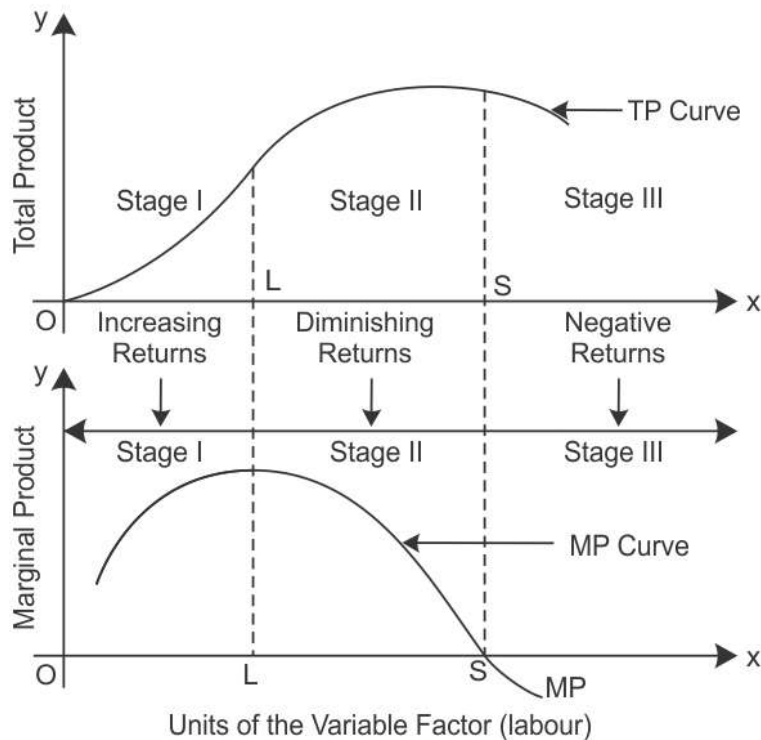 y
Total Product
TP Curve
Stage I
Stage II
Stage III
L
S
O
x
Increasing
Returns
Diminishing
Returns
Negative
Returns
y
Marginal Product
Stage I
Stage II
Stage III
MP Curve
O
L
S
x
MP
Units of the Variable Factor (labour)